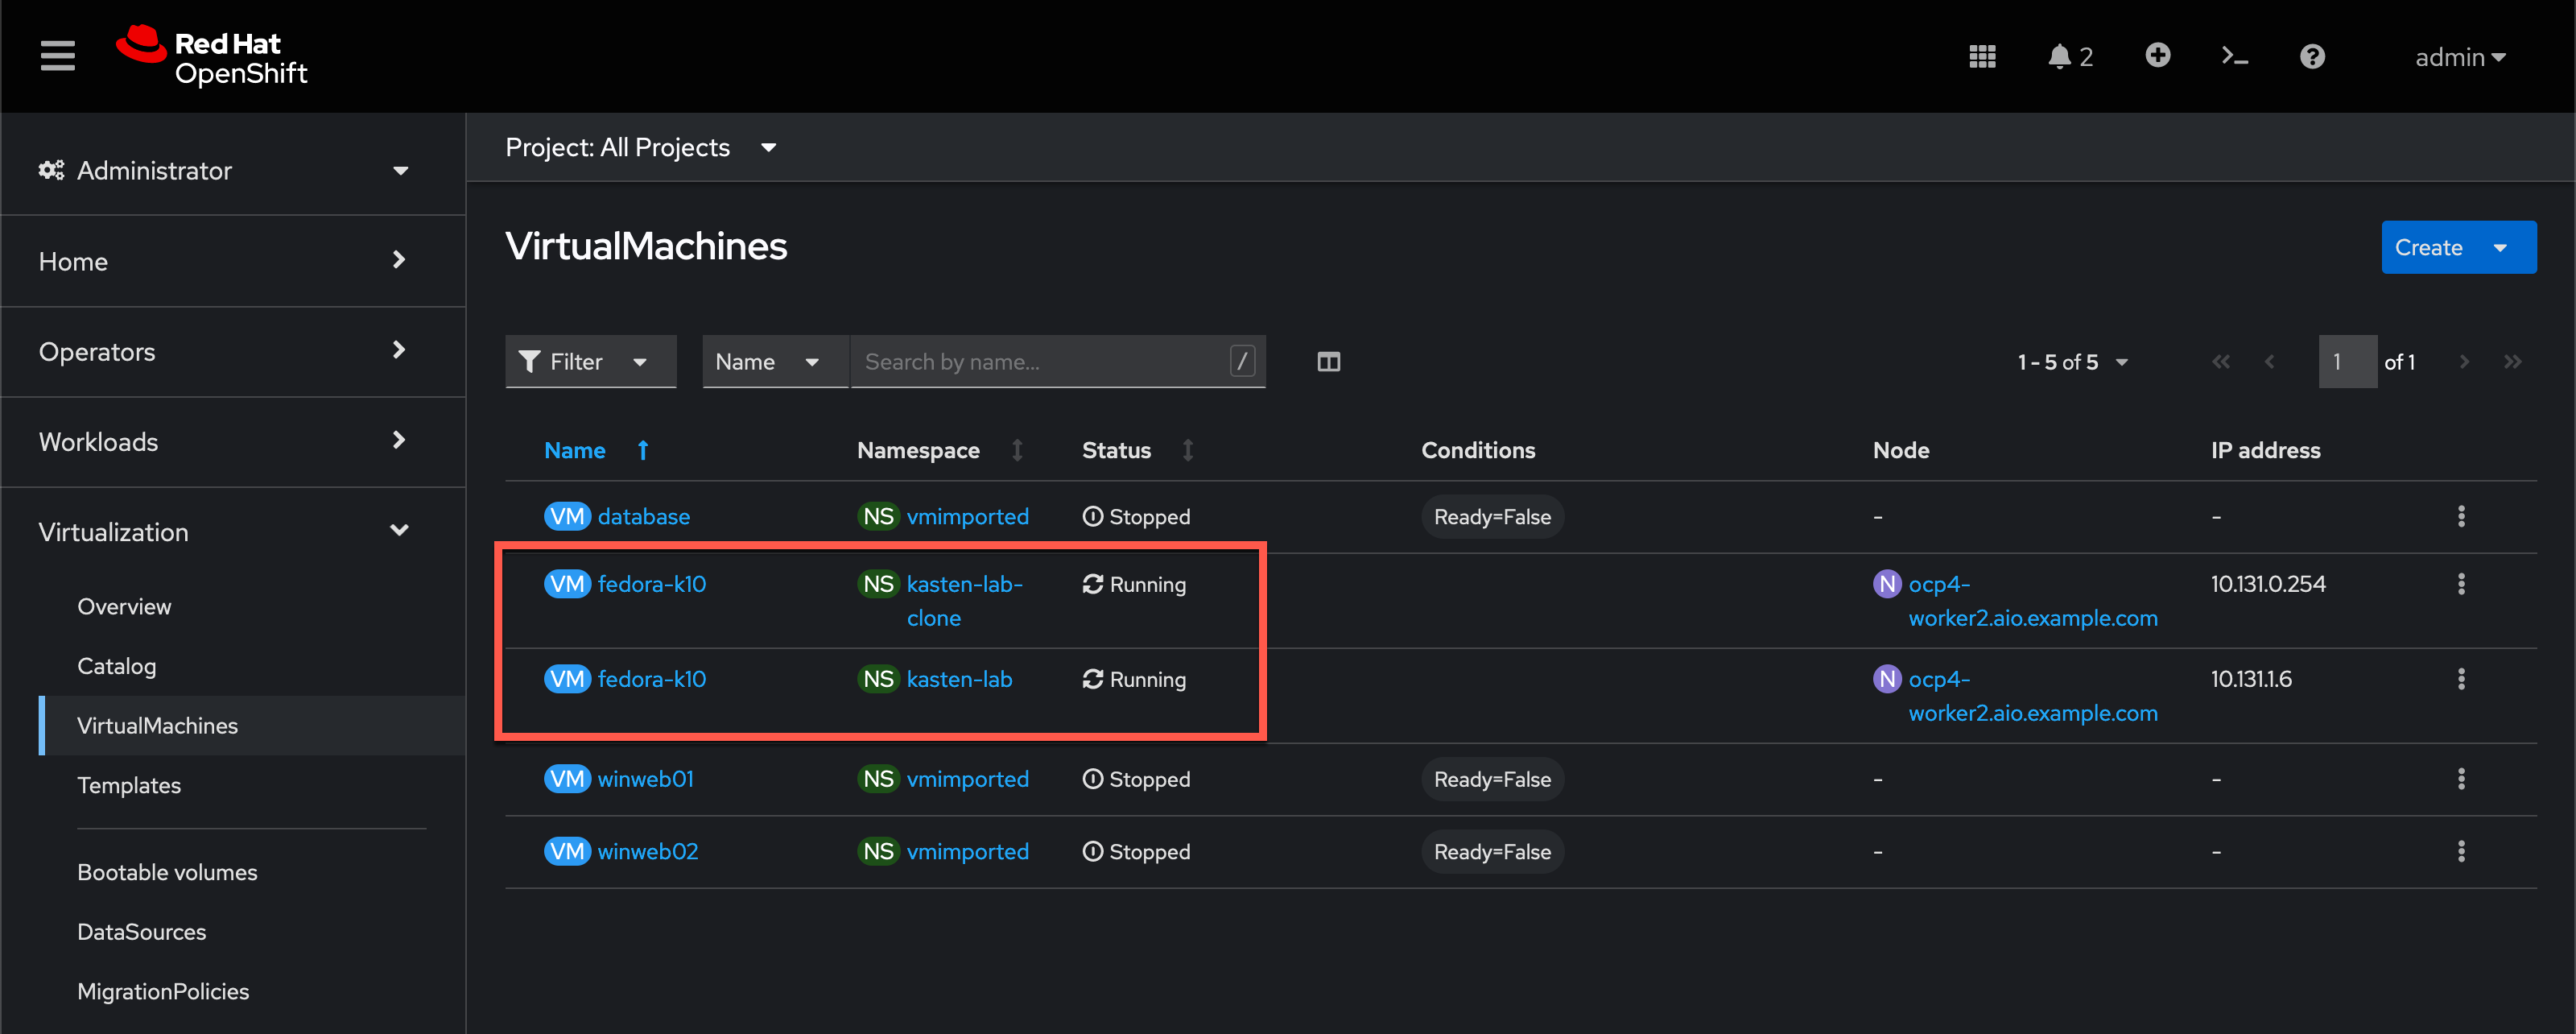 Red Hat
OpenShift
2
admin
Administrator
Home
Operators
Workloads
Virtualization
Overview
Catalog
VirtualMachines
Templates
Bootable volumes
DataSources
MigrationPolicies
Project: All Projects
VirtualMachines
Create
Filter
Name
Search by name...
/
1 - 5 of 5
1
of 1
Name Namespace Status Conditions Node IP address
VM database NS vmimported Stopped Ready=False - -
VM fedora-k10 NS kasten-lab- Running N ocp4- 10.131.0.254
clone worker2.aio.example.com
VM fedora-k10 NS kasten-lab Running N ocp4- 10.131.1.6
worker2.aio.example.com
VM winweb01 NS vmimported Stopped Ready=False - -
VM winweb02 NS vmimported Stopped Ready=False - -